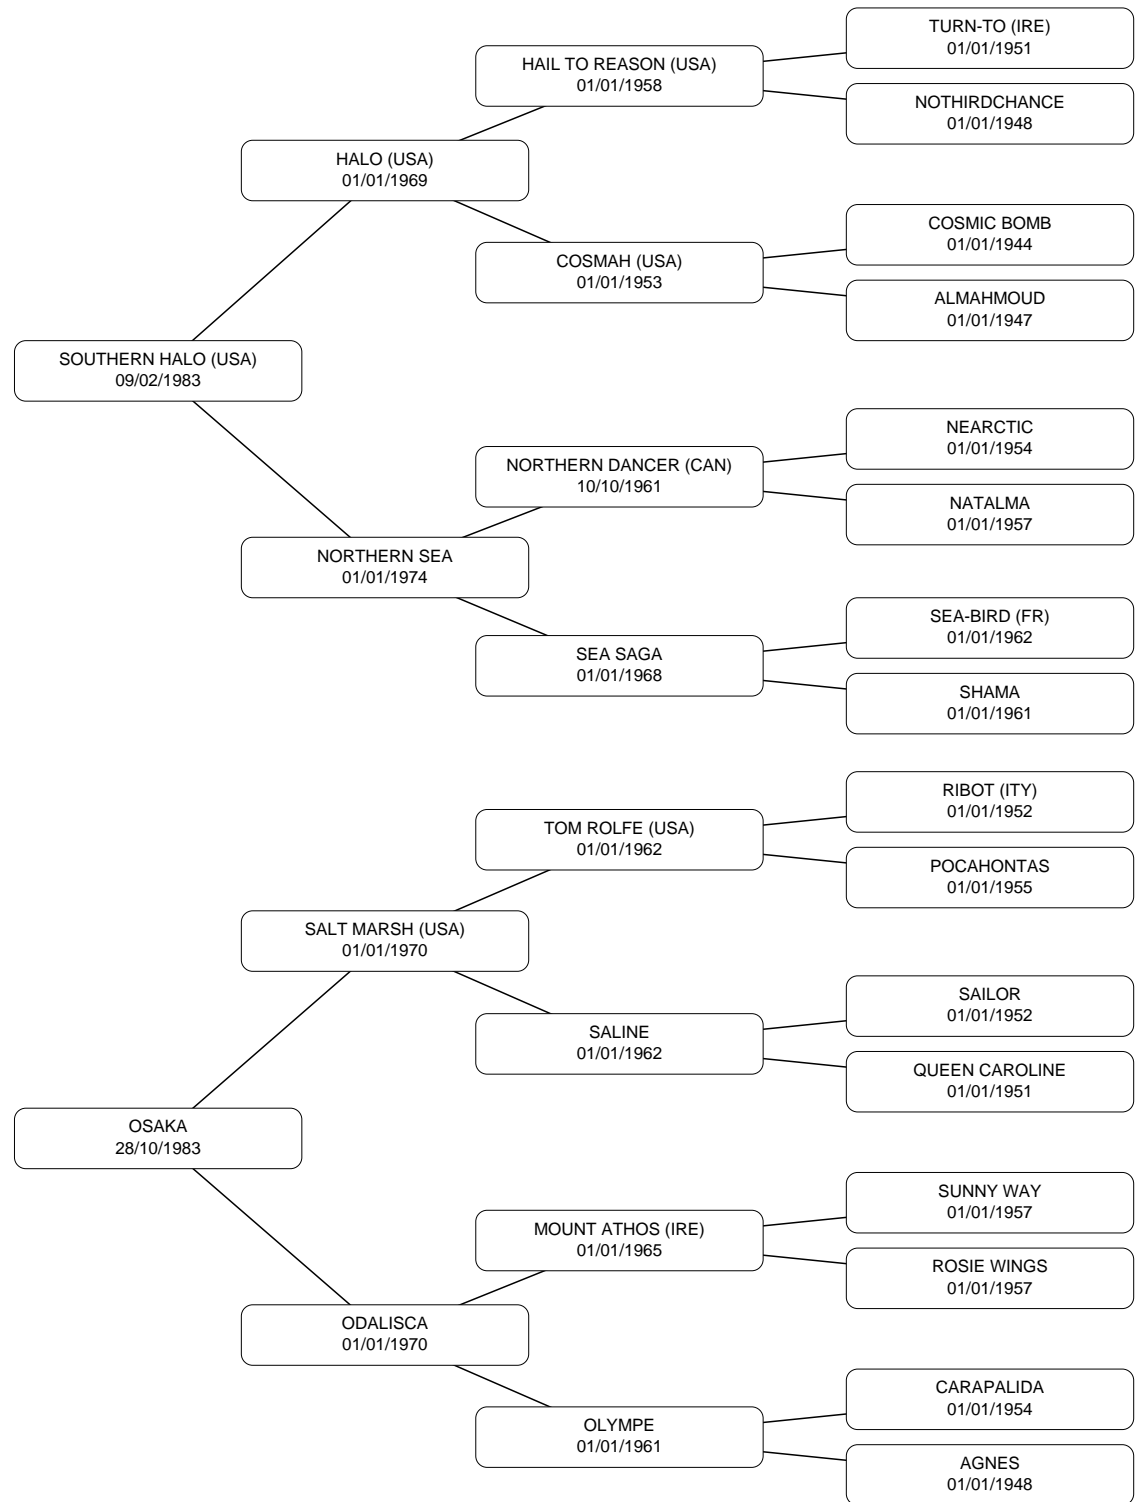 TURN-TO (IRE)
01/01/1951
HAIL TO REASON (USA)
01/01/1958
NOTHIRDCHANCE
01/01/1948
HALO (USA)
01/01/1969
COSMIC BOMB
01/01/1944
COSMAH (USA)
01/01/1953
ALMAHMOUD
01/01/1947
SOUTHERN HALO (USA)
09/02/1983
NEARCTIC
01/01/1954
NORTHERN DANCER (CAN)
10/10/1961
NATALMA
01/01/1957
NORTHERN SEA
01/01/1974
SEA-BIRD (FR)
01/01/1962
SEA SAGA
01/01/1968
SHAMA
01/01/1961
RIBOT (ITY)
01/01/1952
TOM ROLFE (USA)
01/01/1962
POCAHONTAS
01/01/1955
SALT MARSH (USA)
01/01/1970
SAILOR
01/01/1952
SALINE
01/01/1962
QUEEN CAROLINE
01/01/1951
OSAKA
28/10/1983
SUNNY WAY
01/01/1957
MOUNT ATHOS (IRE)
01/01/1965
ROSIE WINGS
01/01/1957
ODALISCA
01/01/1970
CARAPALIDA
01/01/1954
OLYMPE
01/01/1961
AGNES
01/01/1948